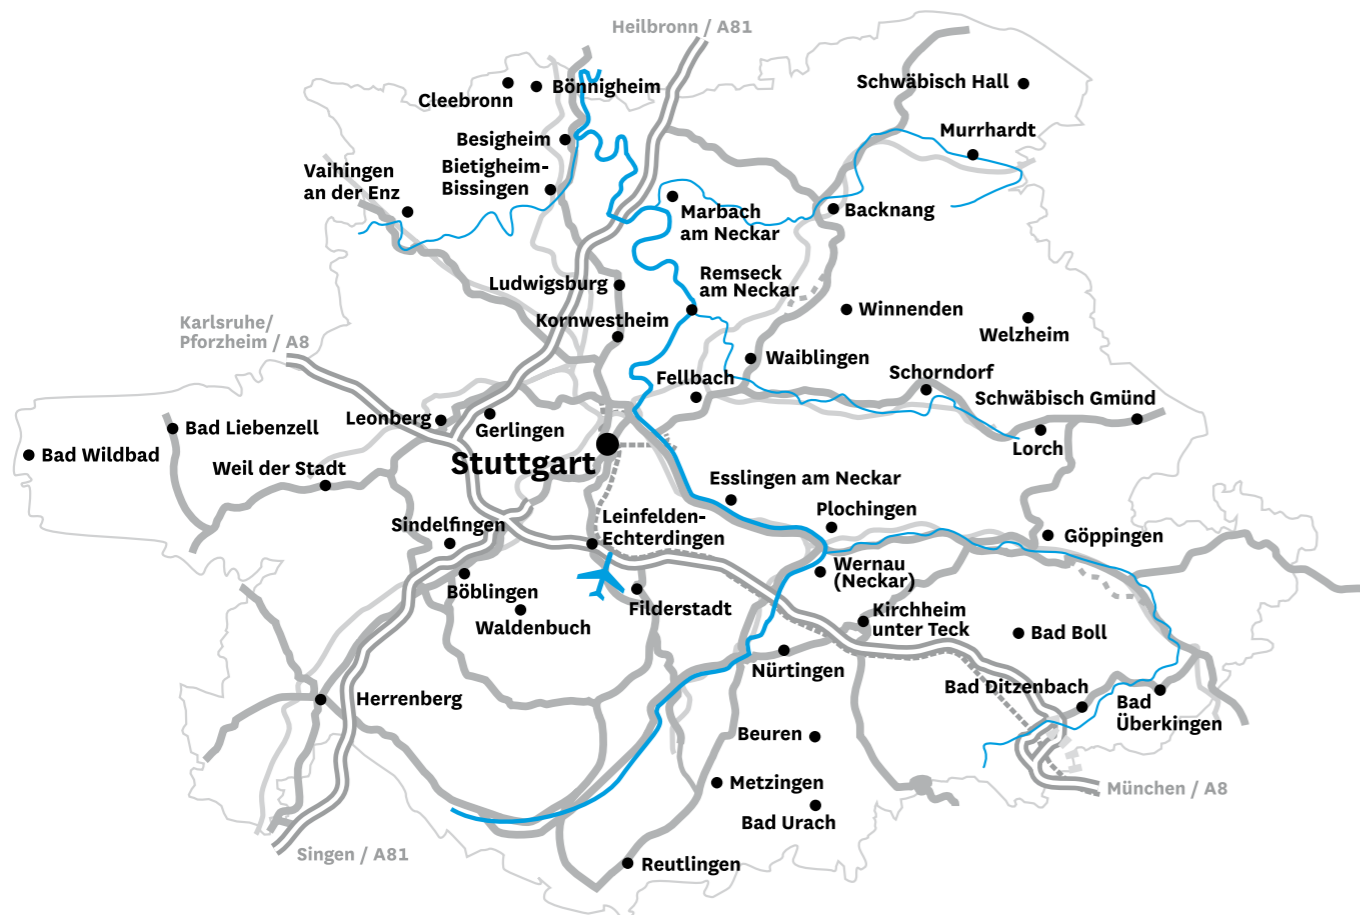 Heilbronn / A81
Schwäbisch Hall
Cleebronn
Bönnigheim
Murrhardt
Besigheim
Bietigheim-
Bissingen
Vaihingen
an der Enz
Marbach
am Neckar
Backnang
Remseck
am Neckar
Ludwigsburg
Winnenden
Kornwestheim
Welzheim
Karlsruhe/
Pforzheim / A8
Waiblingen
Fellbach
Schorndorf
Schwäbisch Gmünd
Leonberg
Gerlingen
Bad Liebenzell
Lorch
Bad Wildbad
Weil der Stadt
Stuttgart
Esslingen am Neckar
Plochingen
Sindelfingen
Leinfelden-
Echterdingen
Göppingen
Wernau
(Neckar)
Böblingen
Filderstadt
Waldenbuch
Kirchheim
unter Teck
Bad Boll
Nürtingen
Bad Ditzenbach
Herrenberg
Bad
Überkingen
Beuren
Metzingen
München / A8
Bad Urach
Singen / A81
Reutlingen